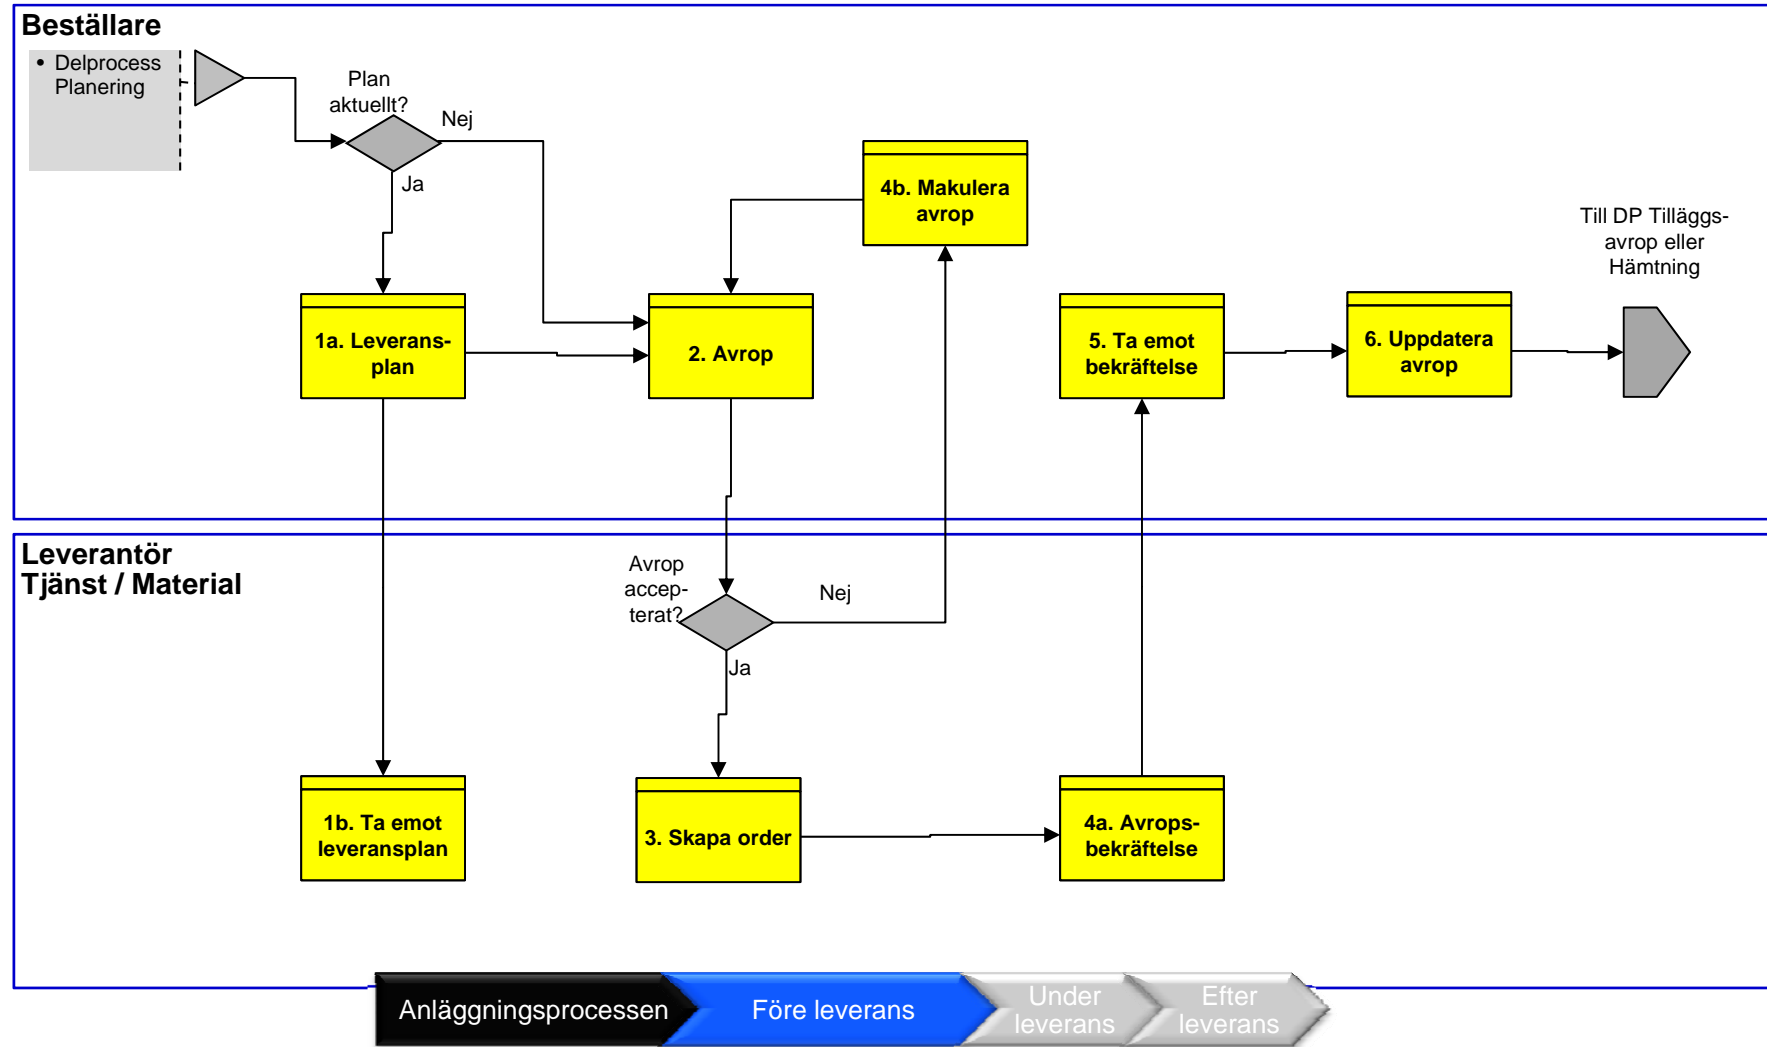 Beställare
• Delprocess
Planering
Plan
aktuellt?
Nej
Ja
4b. Makulera
avrop
Till DP Tilläggs-
avrop eller
Hämtning
1a. Leverans-
plan
2. Avrop
5. Ta emot
bekräftelse
6. Uppdatera
avrop
Leverantör
Tjänst / Material
Avrop
accep-
terat?
Nej
Ja
1b. Ta emot
leveransplan
3. Skapa order
4a. Avrops-
bekräftelse
Anläggningsprocessen
Före leverans
Under
leverans
Efter
leverans